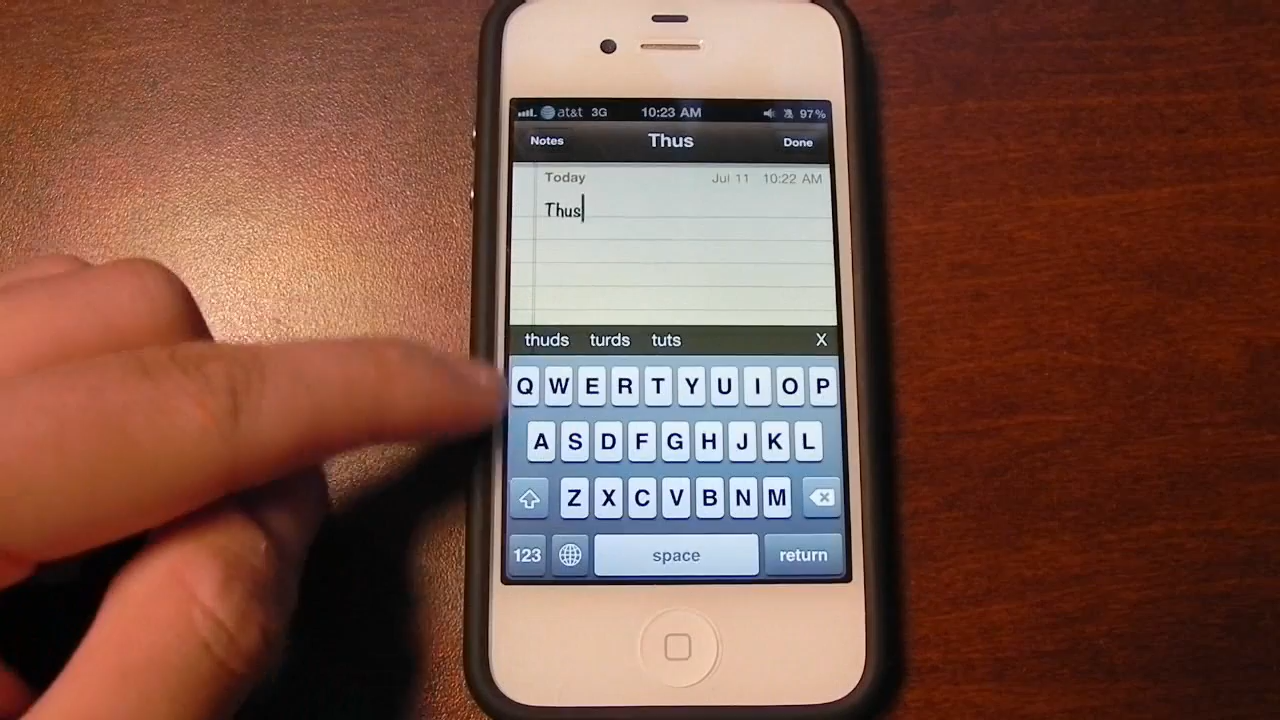 at&t 3G 10:23 AM 97%
Notes Thus Done
Today Jul 11 10:22 AM
Thus
thuds turds tuts X
Q W E R T Y U I O P
A S D F G H J K L
Z X C V B N M
123 space return